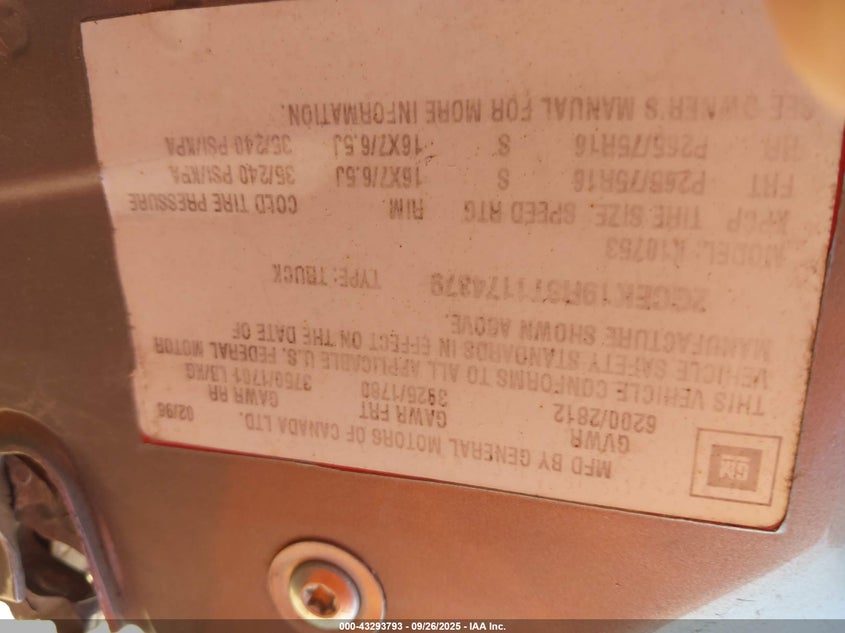 GM
MFD BY GENERAL MOTORS OF CANADA LTD.
02/96
GVWR GAWR FRT GAWR RR
6200/2812 3925/1780 3750/1701 LB/KG
THIS VEHICLE CONFORMS TO ALL APPLICABLE U.S. FEDERAL MOTOR
VEHICLE SAFETY STANDARDS IN EFFECT ON THE DATE OF
MANUFACTURE SHOWN ABOVE.
TYPE: TRUCK
MODEL: K10753
TIRE SIZE SPEED RTG RIM COLD TIRE PRESSURE
FRT P265/75R16 S 16X7/6.5J 35/240 PSI/KPA
RR P265/75R16 S 16X7/6.5J 35/240 PSI/KPA
SEE OWNER'S MANUAL FOR MORE INFORMATION.
000-43293793 - 09/26/2025 - IAA Inc.